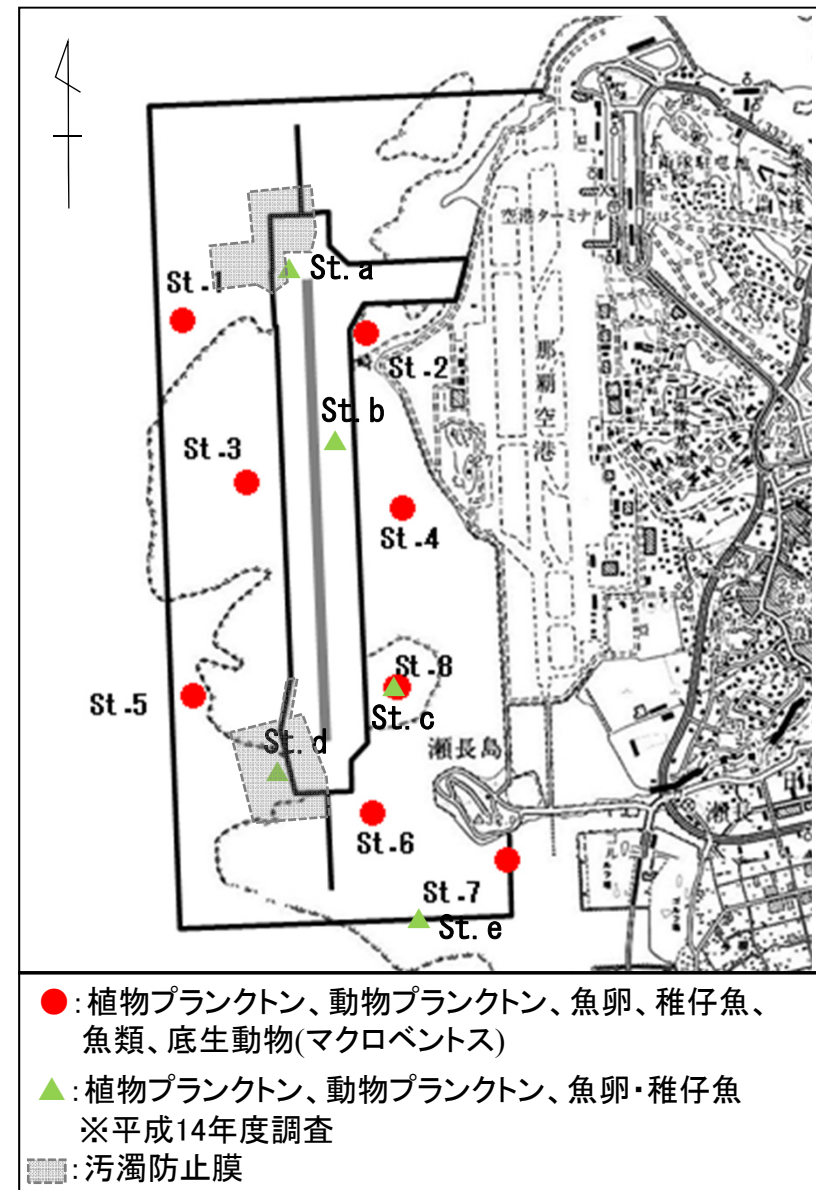 空港ターミナル
St.a
St-1
St-2
那覇空港
St.b
St-3
St-4
St-8
St-5
St.c
St.d
瀬長島
St-6
St-7
St.e
●:植物プランクトン、動物プランクトン、魚卵、稚仔魚、
魚類、底生動物(マクロベントス)
▲:植物プランクトン、動物プランクトン、魚卵・稚仔魚
※平成14年度調査
:汚濁防止膜